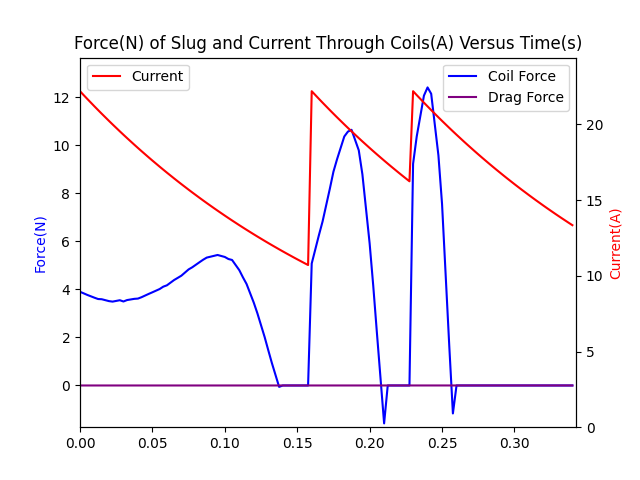 Force(N) of Slug and Current Through Coils(A) Versus Time(s)
Current
Coil Force
Drag Force
Force(N)
12
10
8
6
4
2
0
Current(A)
20
15
10
5
0
0.00 0.05 0.10 0.15 0.20 0.25 0.30